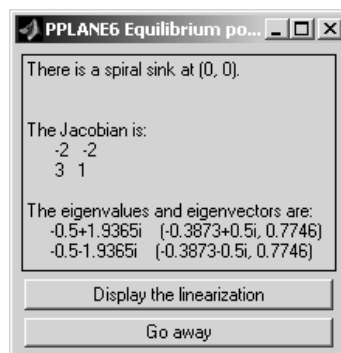 PPLANE6 Equilibrium po...
There is a spiral sink at (0, 0).
The Jacobian is:
-2 -2
3 1
The eigenvalues and eigenvectors are:
-0.5+1.9365i (-0.3873+0.5i, 0.7746)
-0.5-1.9365i (-0.3873-0.5i, 0.7746)
Display the linearization
Go away